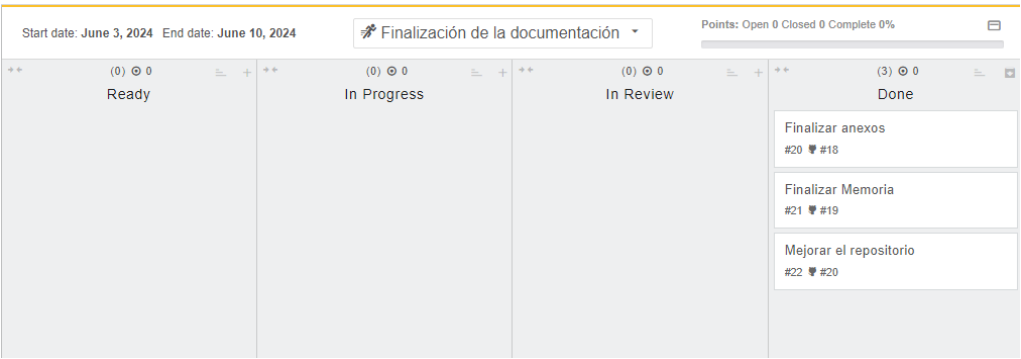 Start date: June 3, 2024 End date: June 10, 2024
Finalización de la documentación
Points: Open 0 Closed 0 Complete 0%
(0) 0
Ready
(0) 0
In Progress
(0) 0
In Review
(3) 0
Done
Finalizar anexos
#20 #18
Finalizar Memoria
#21 #19
Mejorar el repositorio
#22 #20